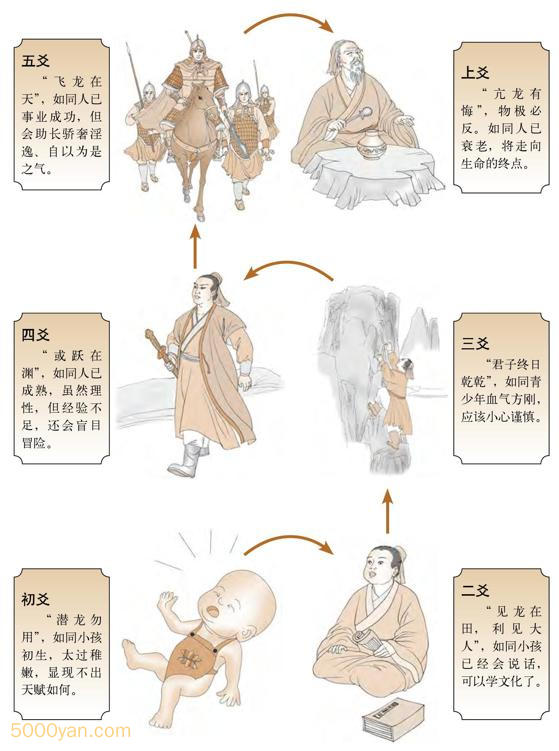 五爻
“飞龙在
天”，如同人已
事业成功，但
会助长骄奢淫
逸、自以为是
之气。
上爻
“亢龙有
悔”，物极必
反。如同人已
衰老，将走向
生命的终点。
四爻
“或跃在
渊”，如同人已
成熟，虽然理
性，但经验不
足，还会盲目
冒险。
三爻
“君子终日
乾乾”，如同青
少年血气方刚，
应该小心谨慎。
初爻
“潜龙勿
用”，如同小孩
初生，太过稚
嫩，显现不出
天赋如何。
二爻
“见龙在
田，利见大
人”，如同小孩
已经会说话，
可以学文化了。
5000yan.com